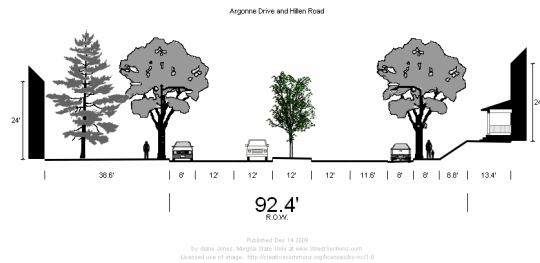 Argonne Drive and Hillen Road
24'
24'
38.6' 8' 12' 12' 12' 12' 11.6' 8' 8' 8.8' 13.4'
92.4'
R.O.W.
Published Dec 14 2009
by diane Jones, Morgna State Univ at www.StreetSections.com
Licensed use of image: http://creativecommons.org/licenses/by-nc/1.0